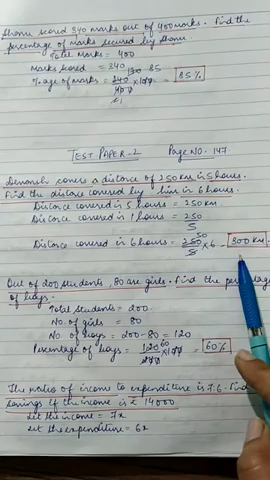 Shanu scored 340 marks out of 400 marks. Find the
percentage of marks secured by Shanu.
Total Marks = 400
Marks scored = 340
% age of marks = 340/400 × 100 = 85%
TEST PAPER-2 Page No. 147
covers a distance of 250 km in 5 hours.
Find the distance covered by him in 6 hours.
Distance covered in 5 hours = 250 km
Distance covered in 1 hours = 250/5
Distance covered in 6 hours = 250/5 × 6 = 300 km
Out of 200 students, 80 are girls. Find the percentage
of boys.
Total students = 200
No. of girls = 80
No. of boys = 200 - 80 = 120
Percentage of boys = 120/200 × 100 = 60%
The ratio of income to expenditure is 7:6. Find
savings if the income is ₹ 14000
Let the income = 7x
Let the expenditure = 6x